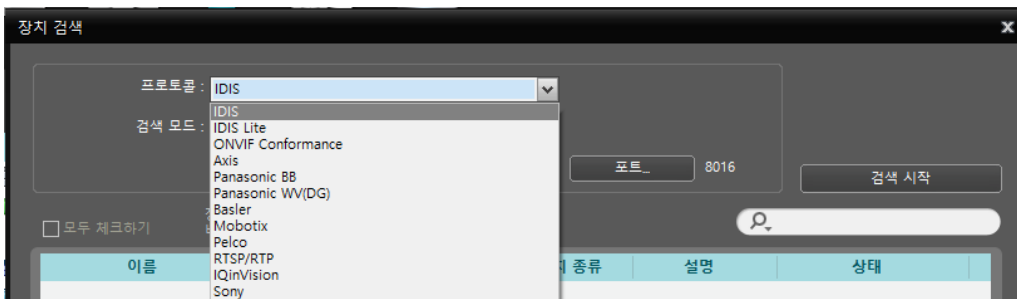 장치 검색
프로토콜 : IDIS
IDIS
검색 모드 : IDIS Lite
ONVIF Conformance
Axis
Panasonic BB
포트_ 8016
검색 시작
Panasonic WV(DG)
Basler
모두 체크하기
Mobotix
Pelco
RTSP/RTP
이름 종류 설명 상태
IQinVision
Sony